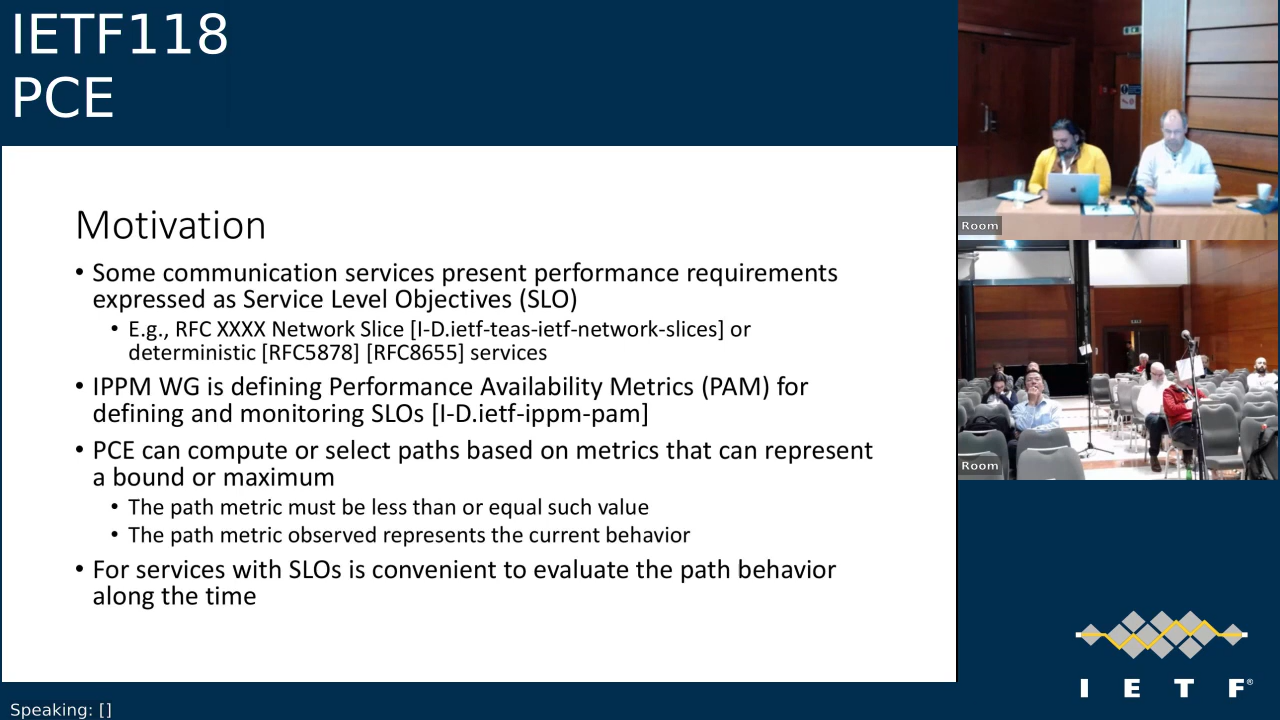 IETF118
PCE
Motivation
• Some communication services present performance requirements
expressed as Service Level Objectives (SLO)
• E.g., RFC XXXX Network Slice [I-D.ietf-teas-ietf-network-slices] or
deterministic [RFC5878] [RFC8655] services
• IPPM WG is defining Performance Availability Metrics (PAM) for
defining and monitoring SLOs [I-D.ietf-ippm-pam]
• PCE can compute or select paths based on metrics that can represent
a bound or maximum
• The path metric must be less than or equal such value
• The path metric observed represents the current behavior
• For services with SLOs is convenient to evaluate the path behavior
along the time
Room
Room
I E T F®
Speaking: []